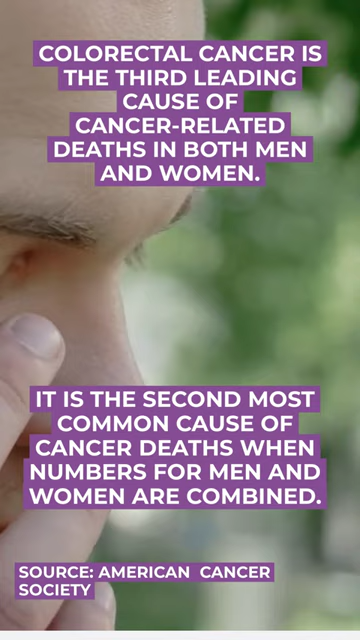 COLORECTAL CANCER IS
THE THIRD LEADING
CAUSE OF
CANCER-RELATED
DEATHS IN BOTH MEN
AND WOMEN.
IT IS THE SECOND MOST
COMMON CAUSE OF
CANCER DEATHS WHEN
NUMBERS FOR MEN AND
WOMEN ARE COMBINED.
SOURCE: AMERICAN CANCER
SOCIETY